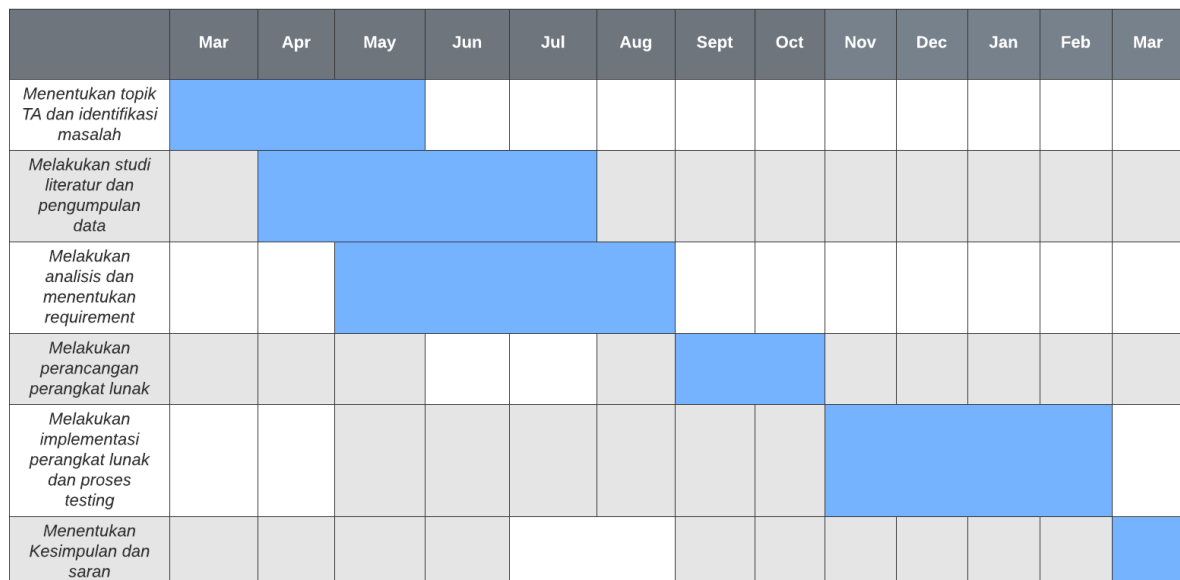 Mar Apr May Jun Jul Aug Sept Oct Nov Dec Jan Feb Mar
Menentukan topik
TA dan identifikasi
masalah
Melakukan studi
literatur dan
pengumpulan
data
Melakukan
analisis dan
menentukan
requirement
Melakukan
perancangan
perangkat lunak
Melakukan
implementasi
perangkat lunak
dan proses
testing
Menentukan
Kesimpulan dan
saran